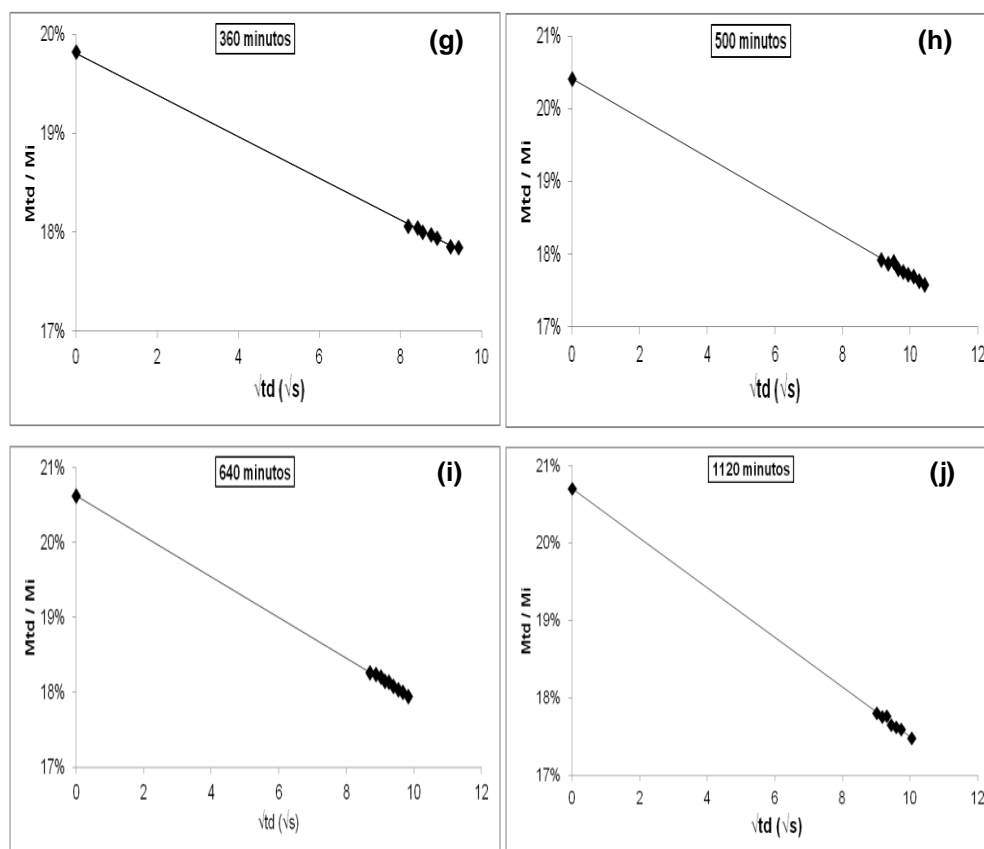 360 minutos
(g)
20%
19%
18%
17%
Mtd / Mi
0 2 4 6 8 10
√td (√s)
500 minutos
(h)
21%
20%
19%
18%
17%
Mtd / Mi
0 2 4 6 8 10 12
√td (√s)
640 minutos
(i)
21%
20%
19%
18%
17%
Mtd / Mi
0 2 4 6 8 10 12
√td (√s)
1120 minutos
(j)
21%
20%
19%
18%
17%
Mtd / Mi
0 2 4 6 8 10 12
√td (√s)